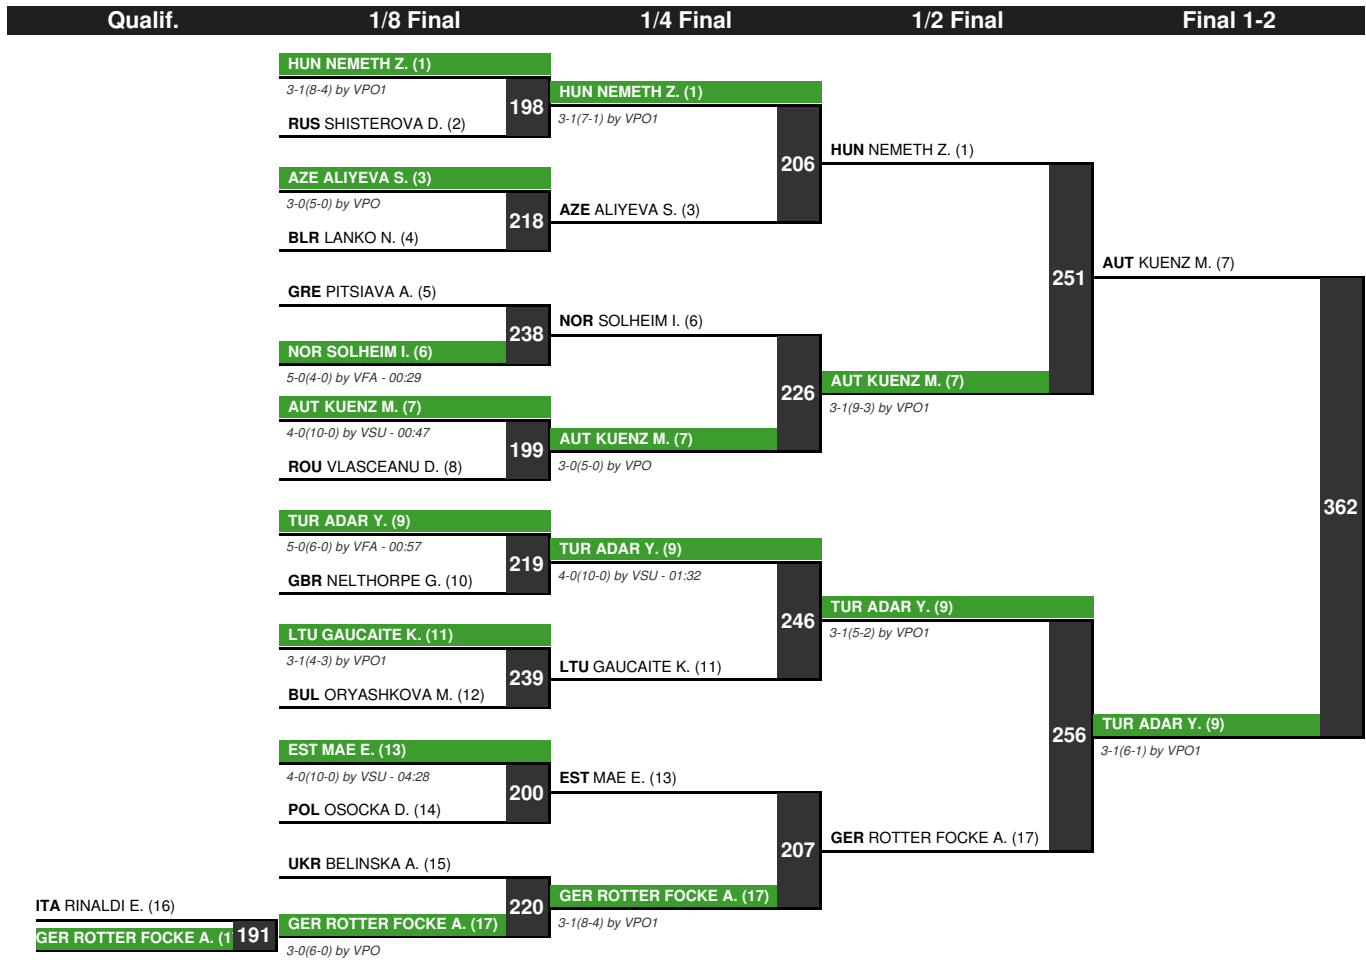 Qualif.
1/8 Final
1/4 Final
1/2 Final
Final 1-2
HUN NEMETH Z. (1)
3-1(8-4) by VPO1
RUS SHISTEROVA D. (2)
198
AZE ALIYEVA S. (3)
3-0(5-0) by VPO
BLR LANKO N. (4)
218
GRE PITSIAVA A. (5)
238
NOR SOLHEIM I. (6)
5-0(4-0) by VFA - 00:29
AUT KUENZ M. (7)
4-0(10-0) by VSU - 00:47
ROU VLASCEANU D. (8)
199
TUR ADAR Y. (9)
5-0(6-0) by VFA - 00:57
GBR NELTHORPE G. (10)
219
LTU GAUCAITE K. (11)
3-1(4-3) by VPO1
BUL ORYASHKOVA M. (12)
239
EST MAE E. (13)
4-0(10-0) by VSU - 04:28
POL OSOCKA D. (14)
200
UKR BELINSKA A. (15)
220
ITA RINALDI E. (16)
GER ROTTER FOCKE A. (1
191
GER ROTTER FOCKE A. (17)
3-0(6-0) by VPO
HUN NEMETH Z. (1)
3-1(7-1) by VPO1
206
AZE ALIYEVA S. (3)
NOR SOLHEIM I. (6)
226
AUT KUENZ M. (7)
3-0(5-0) by VPO
TUR ADAR Y. (9)
4-0(10-0) by VSU - 01:32
246
LTU GAUCAITE K. (11)
EST MAE E. (13)
207
GER ROTTER FOCKE A. (17)
3-1(8-4) by VPO1
HUN NEMETH Z. (1)
251
AUT KUENZ M. (7)
3-1(9-3) by VPO1
TUR ADAR Y. (9)
3-1(5-2) by VPO1
256
GER ROTTER FOCKE A. (17)
AUT KUENZ M. (7)
362
TUR ADAR Y. (9)
3-1(6-1) by VPO1